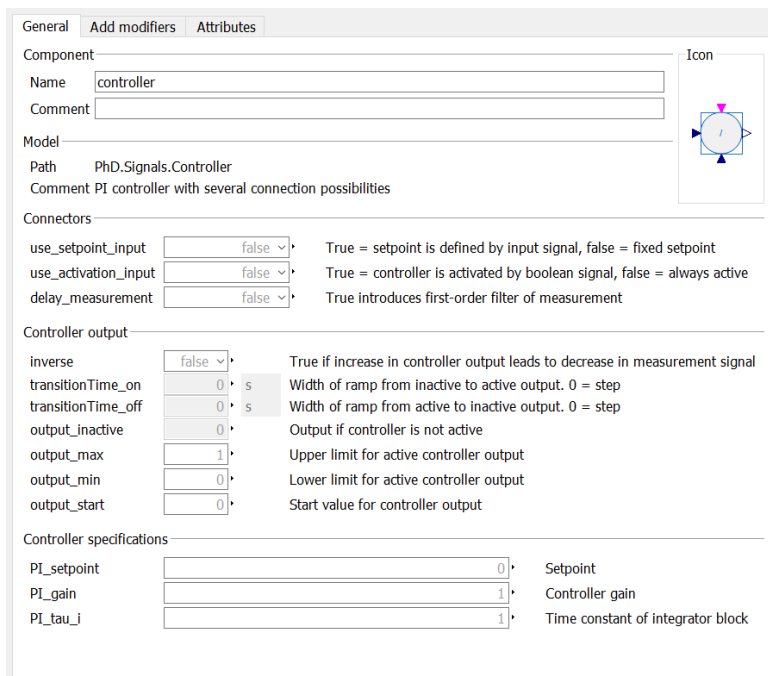 General Add modifiers Attributes
Component Icon
Name controller
Comment
Model
Path PhD.Signals.Controller
Comment PI controller with several connection possibilities
Connectors
use_setpoint_input false True = setpoint is defined by input signal, false = fixed setpoint
use_activation_input false True = controller is activated by boolean signal, false = always active
delay_measurement false True introduces first-order filter of measurement
Controller output
inverse false True if increase in controller output leads to decrease in measurement signal
transitionTime_on 0 s Width of ramp from inactive to active output. 0 = step
transitionTime_off 0 s Width of ramp from active to inactive output. 0 = step
output_inactive 0 Output if controller is not active
output_max 1 Upper limit for active controller output
output_min 0 Lower limit for active controller output
output_start 0 Start value for controller output
Controller specifications
PI_setpoint 0 Setpoint
PI_gain 1 Controller gain
PI_tau_i 1 Time constant of integrator block